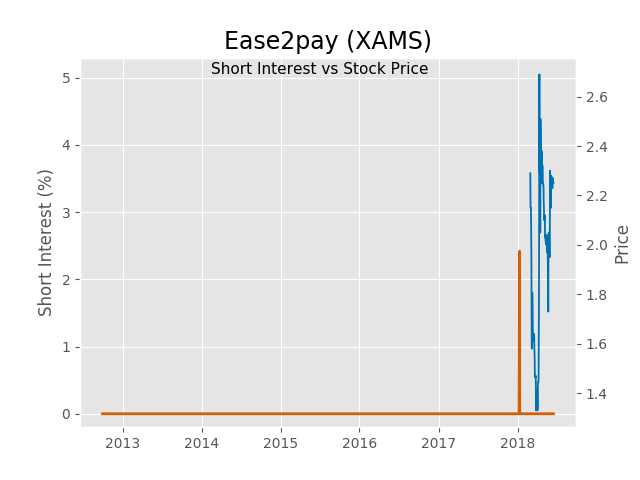 Ease2pay (XAMS)
Short Interest vs Stock Price
Short Interest (%)
5
4
3
2
1
0
2.6
2.4
2.2
2.0
1.8
1.6
1.4
Price
2013 2014 2015 2016 2017 2018